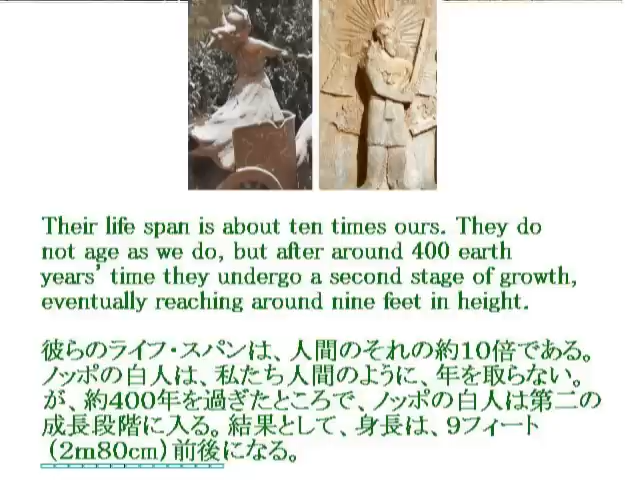 Their life span is about ten times ours. They do
not age as we do, but after around 400 earth
years' time they undergo a second stage of growth,
eventually reaching around nine feet in height.
彼らのライフ・スパンは、人間のそれの約10倍である。
ノッポの白人は、私たち人間のように、年を取らない。
が、約400年を過ぎたところで、ノッポの白人は第二の
成長段階に入る。結果として、身長は、9フィート
(2m80cm)前後になる。